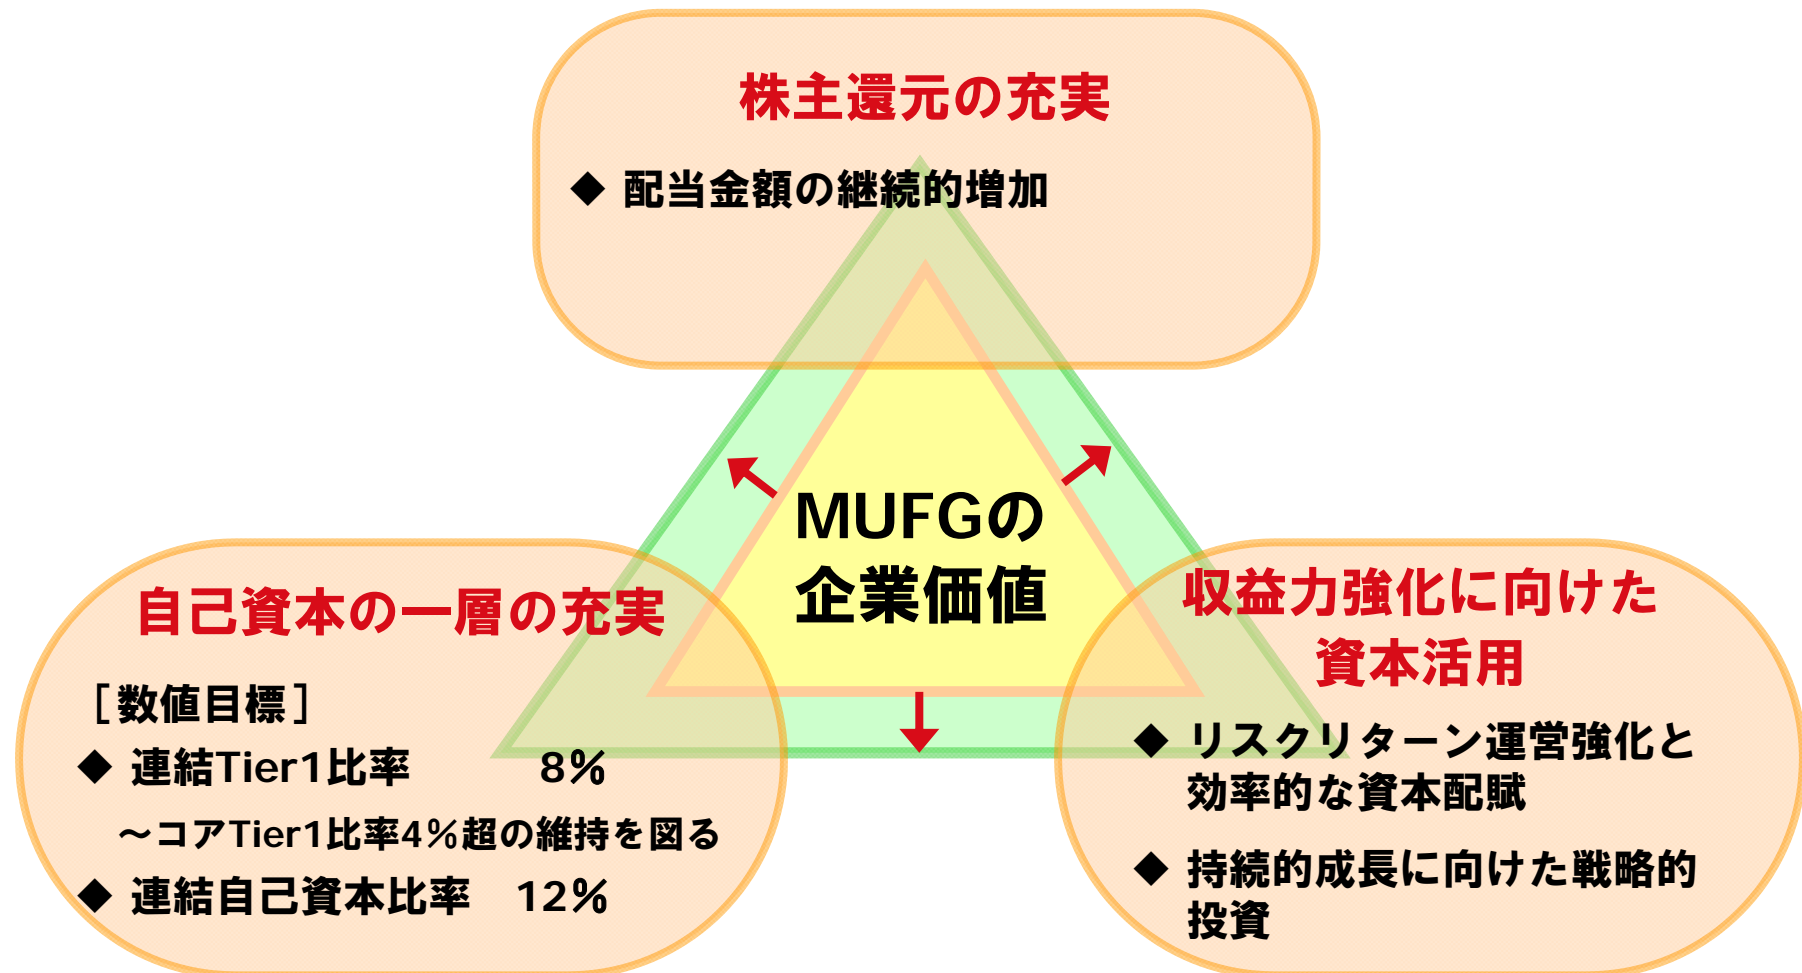 株主還元の充実
◆ 配当金額の継続的増加
MUFGの
企業価値
自己資本の一層の充実
［数値目標］
◆ 連結Tier1比率 8%
～コアTier1比率4%超の維持を図る
◆ 連結自己資本比率 12%
収益力強化に向けた
資本活用
◆ リスクリターン運営強化と
効率的な資本配賦
◆ 持続的成長に向けた戦略的
投資